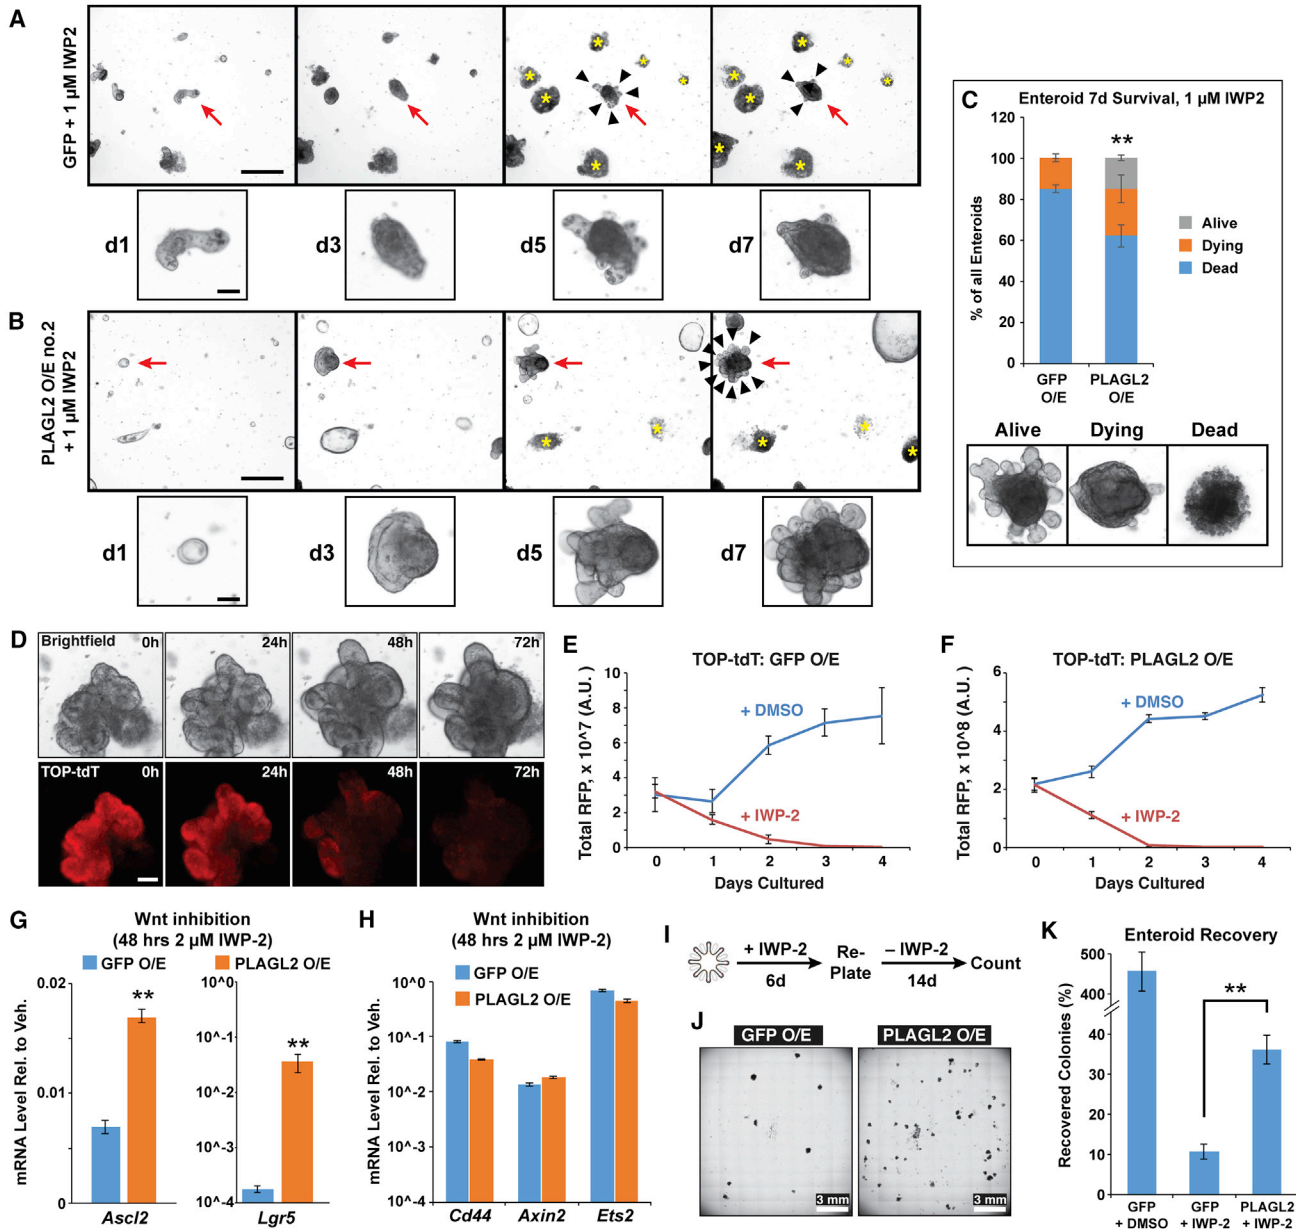 A
GFP + 1 µM IWP2
d1
d3
d5
d7
B
PLAGL2 O/E no.2
+ 1 µM IWP2
d1
d3
d5
d7
C
Enteroid 7d Survival, 1 µM IWP2
120
100
80
60
40
20
0
% of all Enteroids
**
Alive
Dying
Dead
GFP
O/E
PLAGL2
O/E
Alive
Dying
Dead
D
Brightfield
0h
24h
48h
72h
TOP-tdT
0h
24h
48h
72h
E
TOP-tdT: GFP O/E
Total RFP, x 10^7 (A.U.)
10
8
6
4
2
0
+ DMSO
+ IWP-2
0 1 2 3 4
Days Cultured
F
TOP-tdT: PLAGL2 O/E
Total RFP, x 10^8 (A.U.)
6
4
2
0
+ DMSO
+ IWP-2
0 1 2 3 4
Days Cultured
G
Wnt inhibition
(48 hrs 2 µM IWP-2)
GFP O/E
PLAGL2 O/E
mRNA Level Rel. to Veh.
0.02
0.01
0
**
Ascl2
10^0
10^-1
10^-2
10^-3
10^-4
**
Lgr5
H
Wnt inhibition
(48 hrs 2 µM IWP-2)
GFP O/E
PLAGL2 O/E
mRNA Level Rel. to Veh.
10^0
10^-1
10^-2
10^-3
10^-4
Cd44 Axin2 Ets2
I
+ IWP-2
6d
Re-
Plate
– IWP-2
14d
Count
J
GFP O/E
PLAGL2 O/E
3 mm
3 mm
K
Enteroid Recovery
Recovered Colonies (%)
500
400
40
30
20
10
0
**
GFP
+ DMSO
GFP
+ IWP-2
PLAGL2
+ IWP-2